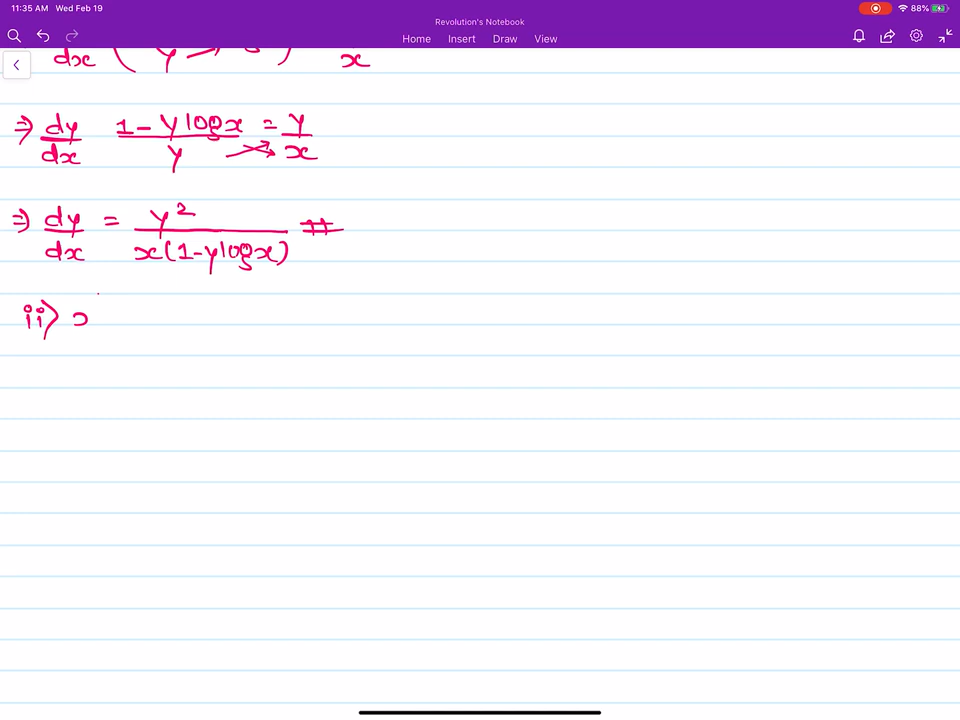 11:35 AM Wed Feb 19
88%
Revolution's Notebook
Home Insert Draw View
dx ( y ) x
⇒ dy/dx (1 - y log x)/y = y/x
⇒ dy/dx = y²/(x(1 - y log x)) #
ii>